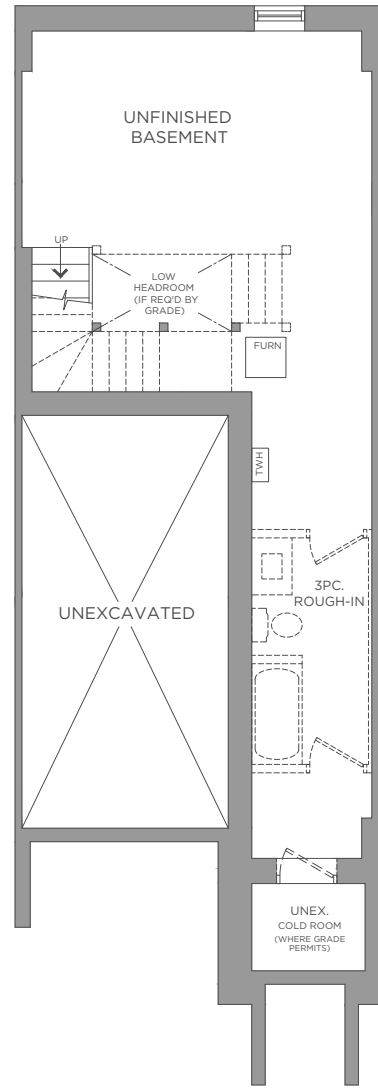 UNFINISHED
BASEMENT
UP
LOW
HEADROOM
(IF REQ'D BY
GRADE)
FURN
TWH
3PC.
ROUGH-IN
UNEXCAVATED
UNEX.
COLD ROOM
(WHERE GRADE
PERMITS)